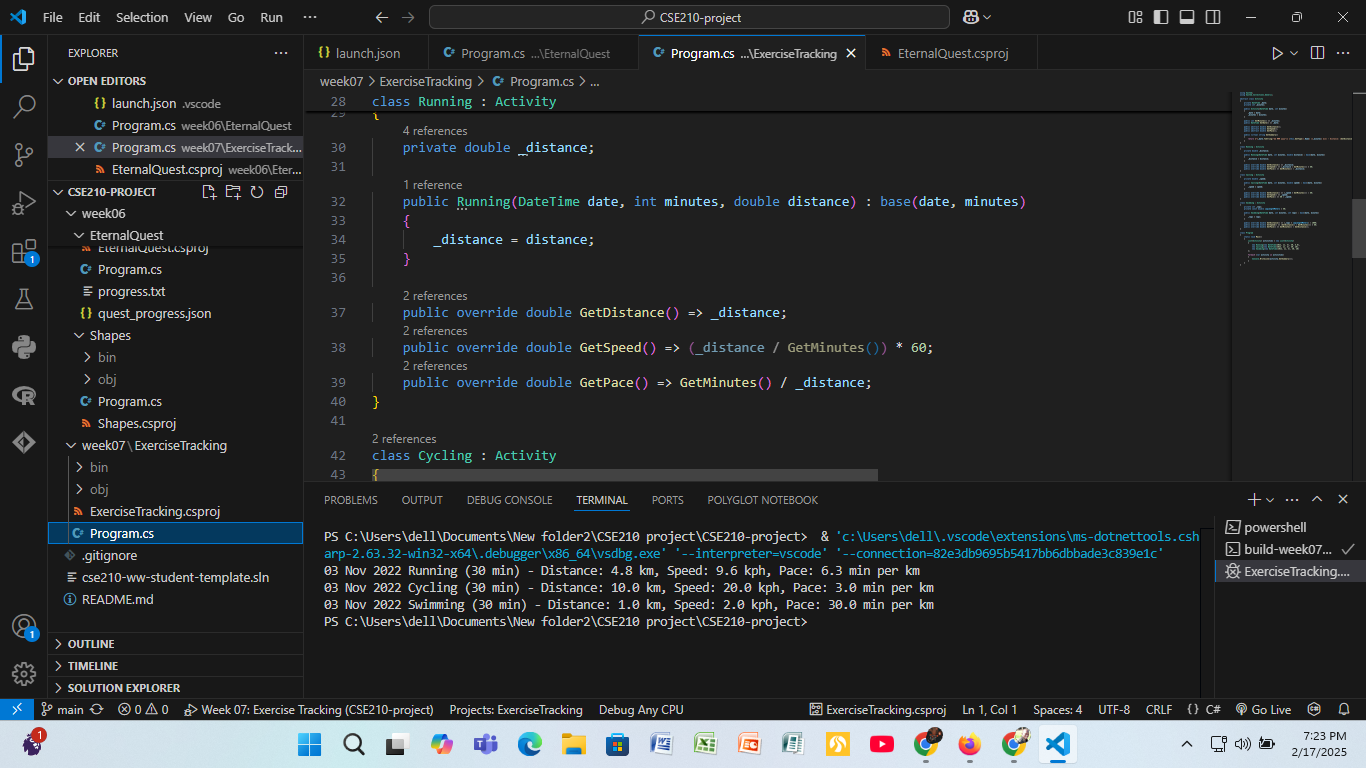 File Edit Selection View Go Run ··· CSE210-project
EXPLORER ···
OPEN EDITORS
launch.json .vscode
Program.cs week06\EternalQuest
Program.cs week07\ExerciseTrack...
EternalQuest.csproj week06\Eter...
CSE210-PROJECT
week06
EternalQuest
EternalQuest.csproj
Program.cs
progress.txt
quest_progress.json
Shapes
bin
obj
Program.cs
Shapes.csproj
week07\ExerciseTracking
bin
obj
ExerciseTracking.csproj
Program.cs
.gitignore
cse210-ww-student-template.sln
README.md
OUTLINE
TIMELINE
SOLUTION EXPLORER
1
1
launch.json Program.cs ...\EternalQuest Program.cs ...\ExerciseTracking EternalQuest.csproj
week07 > ExerciseTracking > Program.cs > ...
28 class Running : Activity
29 {
4 references
30 private double _distance;
31
1 reference
32 public Running(DateTime date, int minutes, double distance) : base(date, minutes)
33 {
34 _distance = distance;
35 }
36
2 references
37 public override double GetDistance() => _distance;
2 references
38 public override double GetSpeed() => (_distance / GetMinutes()) * 60;
2 references
39 public override double GetPace() => GetMinutes() / _distance;
40 }
41
2 references
42 class Cycling : Activity
43 {
PROBLEMS OUTPUT DEBUG CONSOLE TERMINAL PORTS POLYGLOT NOTEBOOK
PS C:\Users\dell\Documents\New folder2\CSE210 project\CSE210-project> & 'c:\Users\dell\.vscode\extensions\ms-dotnettools.csh
arp-2.63.32-win32-x64\.debugger\x86_64\vsdbg.exe' '--interpreter=vscode' '--connection=82e3db9695b5417bb6dbbade3c839e1c'
03 Nov 2022 Running (30 min) - Distance: 4.8 km, Speed: 9.6 kph, Pace: 6.3 min per km
03 Nov 2022 Cycling (30 min) - Distance: 10.0 km, Speed: 20.0 kph, Pace: 3.0 min per km
03 Nov 2022 Swimming (30 min) - Distance: 1.0 km, Speed: 2.0 kph, Pace: 30.0 min per km
PS C:\Users\dell\Documents\New folder2\CSE210 project\CSE210-project>
powershell
build-week07...
ExerciseTracking....
main 0 0 Week 07: Exercise Tracking (CSE210-project) Projects: ExerciseTracking Debug Any CPU ExerciseTracking.csproj Ln 1, Col 1 Spaces: 4 UTF-8 CRLF {} C# Go Live
1
7:23 PM
2/17/2025